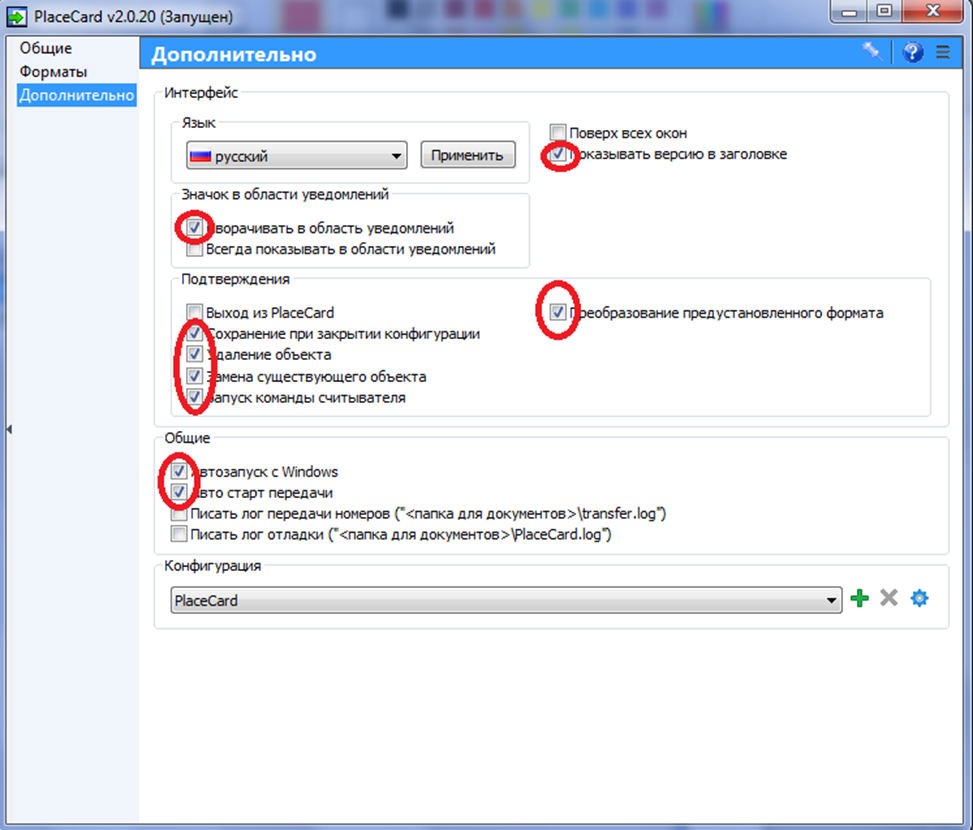 PlaceCard v2.0.20 (Запущен)
Общие
Форматы
Дополнительно
Дополнительно
Интерфейс
Язык
русский
Применить
Поверх всех окон
Показывать версию в заголовке
Значок в области уведомлений
Сворачивать в область уведомлений
Всегда показывать в области уведомлений
Подтверждения
Выход из PlaceCard
Преобразование предустановленного формата
Сохранение при закрытии конфигурации
Удаление объекта
Замена существующего объекта
Запуск команды считывателя
Общие
Автозапуск с Windows
Авто старт передачи
Писать лог передачи номеров ("<папка для документов>\transfer.log")
Писать лог отладки ("<папка для документов>\PlaceCard.log")
Конфигурация
PlaceCard